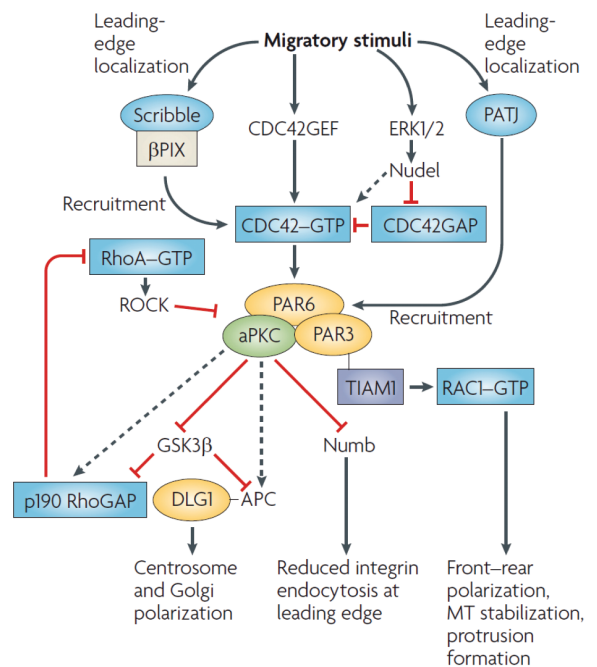 Leading-
edge
localization
Migratory stimuli
Leading-
edge
localization
Scribble
βPIX
CDC42GEF
ERK1/2
PATJ
Nudel
Recruitment
CDC42–GTP
CDC42GAP
RhoA–GTP
ROCK
PAR6
Recruitment
aPKC
PAR3
TIAM1
RACI–GTP
GSK3β
Numb
p190 RhoGAP
DLG1
APC
Centrosome
and Golgi
polarization
Reduced integrin
endocytosis at
leading edge
Front–rear
polarization,
MT stabilization,
protrusion
formation